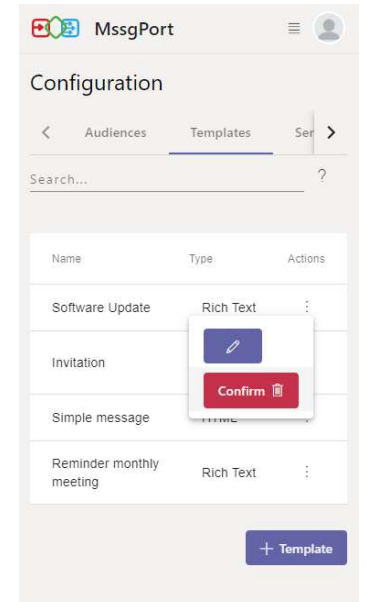 MssgPort
Configuration
Audiences Templates Ser
Search... ?
Name Type Actions
Software Update Rich Text
Invitation
Confirm
Simple message HTML
Reminder monthly
meeting Rich Text
+ Template